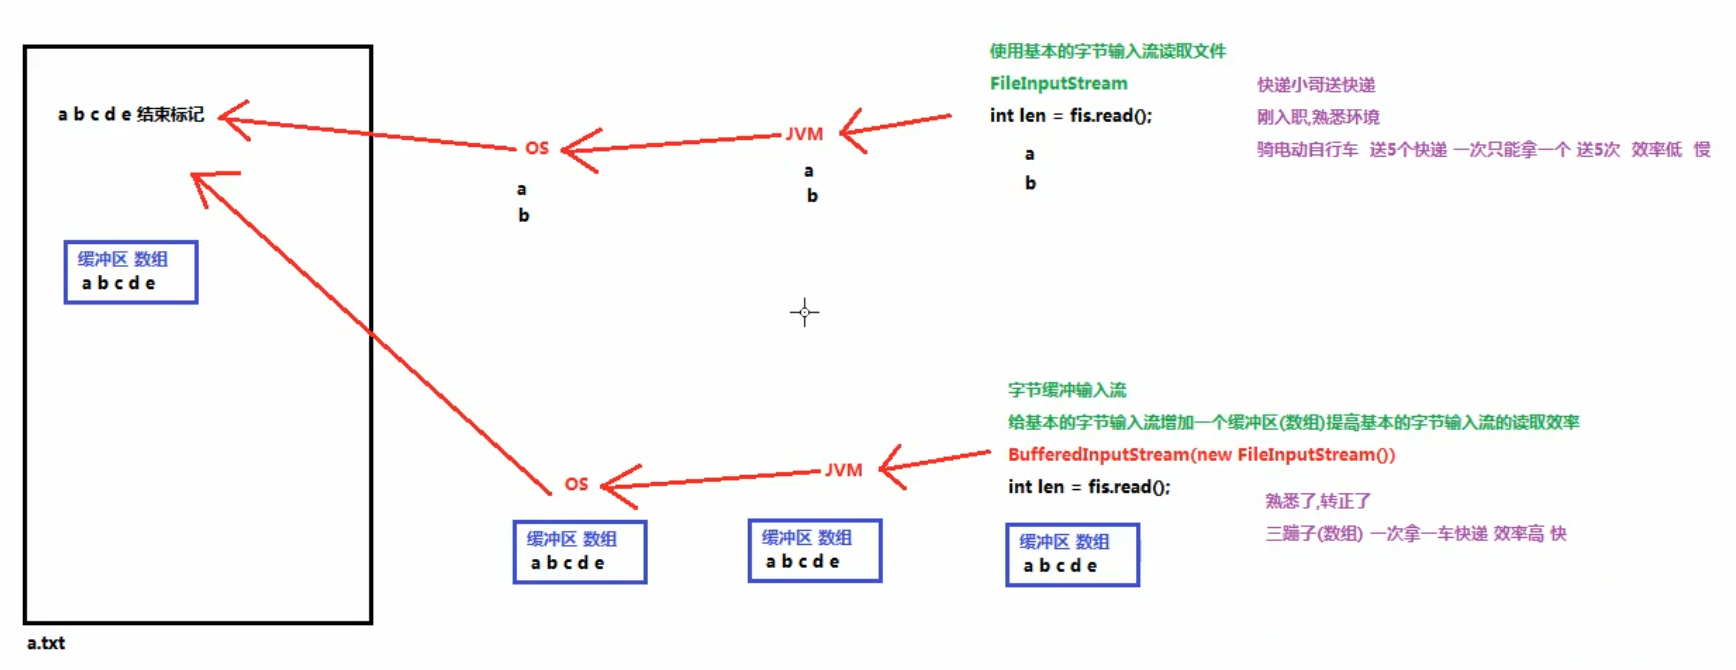 a b c d e 结束标记
缓冲区 数组
a b c d e
a.txt
使用基本的字节输入流读取文件
FileInputStream
int len = fis.read();
a
b
JVM
a
b
OS
a
b
快递小哥送快递
刚入职,熟悉环境
骑电动自行车 送5个快递 一次只能拿一个 送5次 效率低 慢
字节缓冲输入流
给基本的字节输入流增加一个缓冲区(数组)提高基本的字节输入流的读取效率
BufferedInputStream(new FileInputStream())
int len = fis.read();
熟悉了,转正了
三蹦子(数组) 一次拿一车快递 效率高 快
OS
缓冲区 数组
a b c d e
JVM
缓冲区 数组
a b c d e
缓冲区 数组
a b c d e